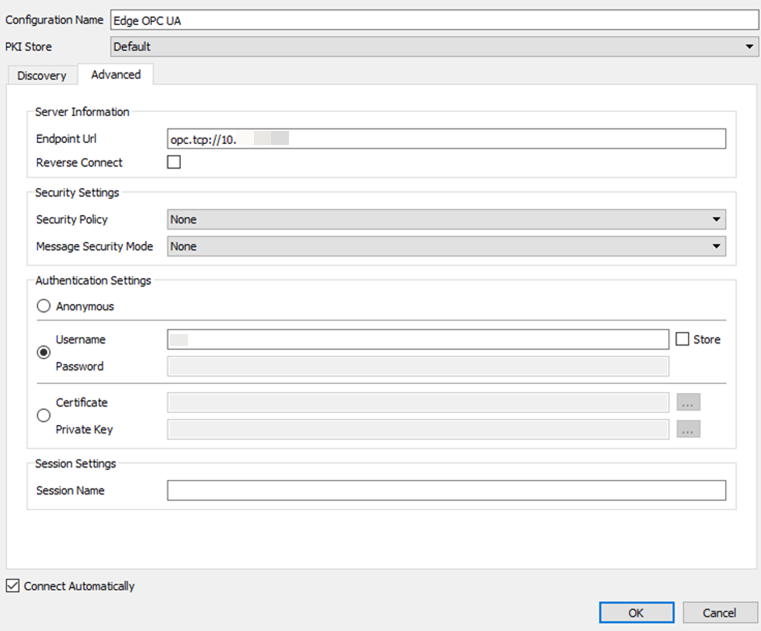 Configuration Name Edge OPC UA
PKI Store Default
Discovery Advanced
Server Information
Endpoint Url opc.tcp://10.
Reverse Connect
Security Settings
Security Policy None
Message Security Mode None
Authentication Settings
Anonymous
Username Store
Password
Certificate ...
Private Key ...
Session Settings
Session Name
Connect Automatically
OK Cancel